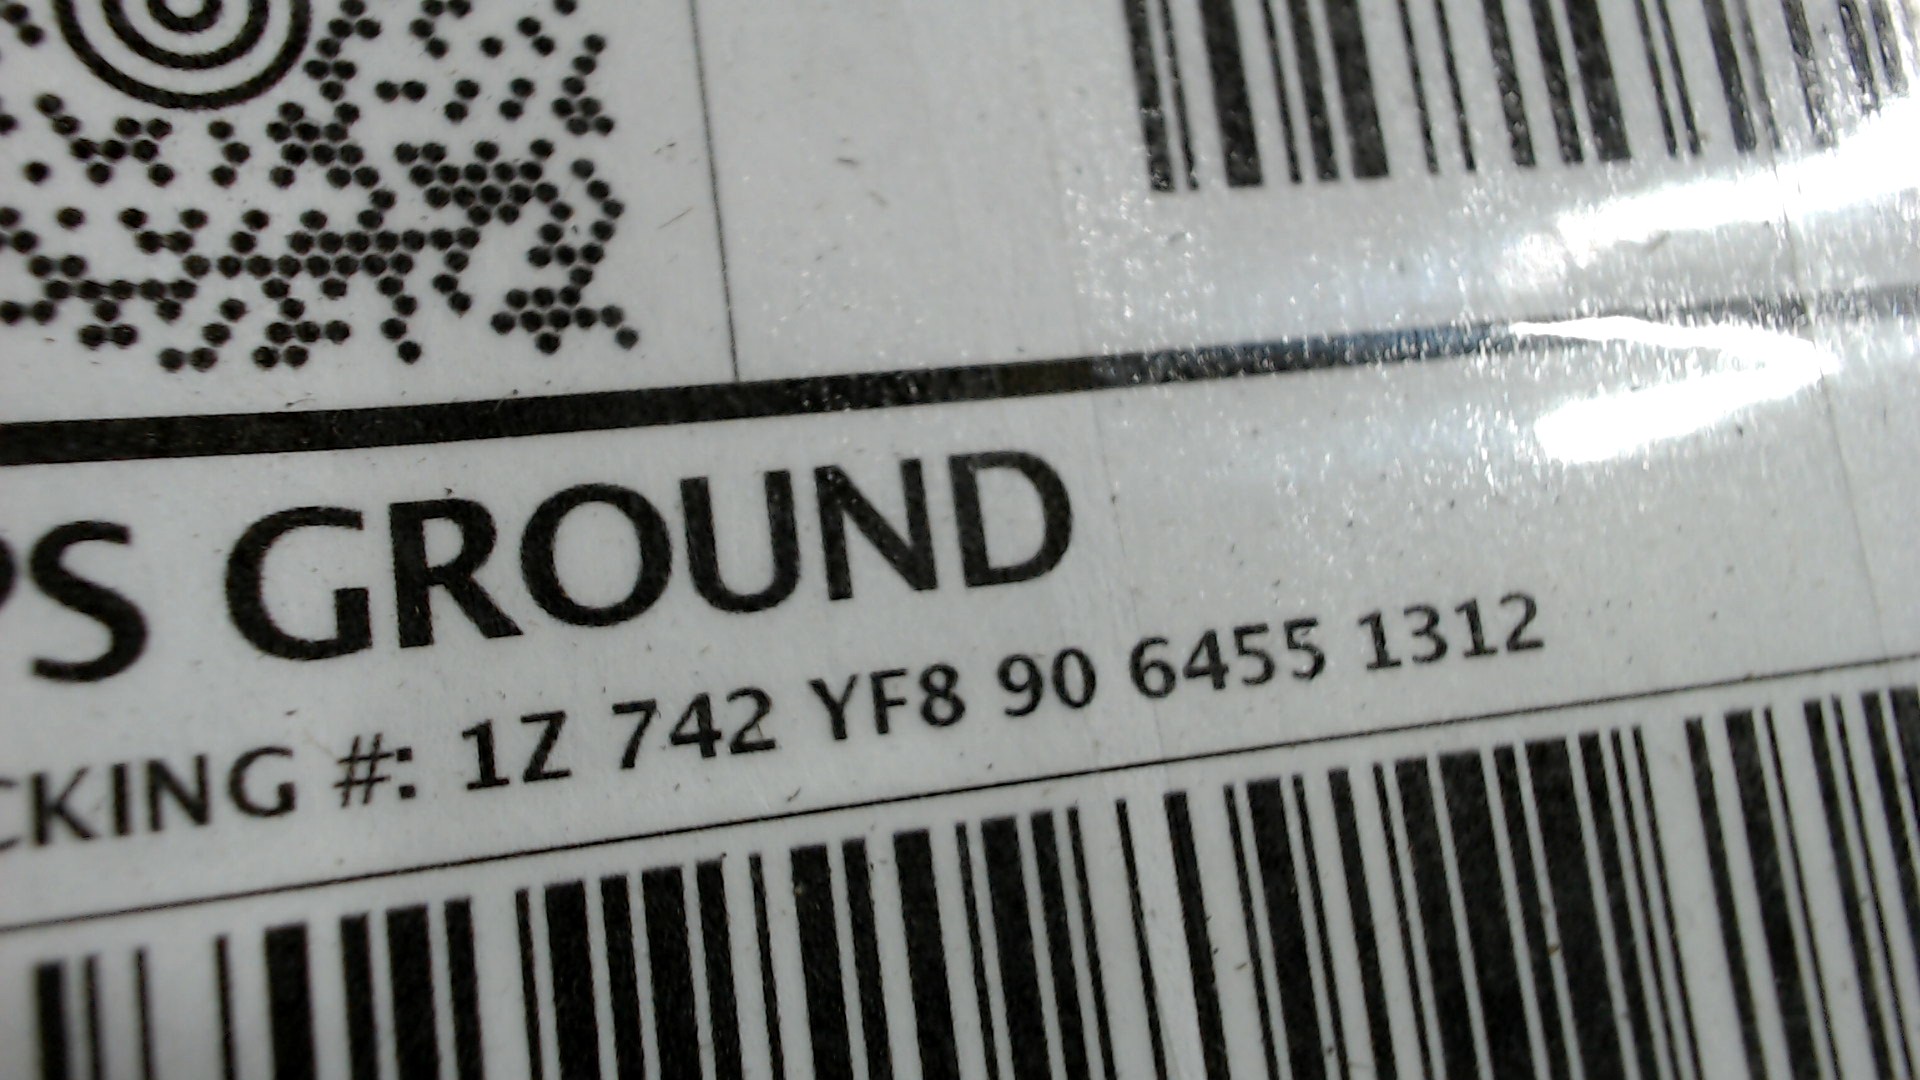 PS GROUND
CKING #: 1Z 742 YF8 90 6455 1312